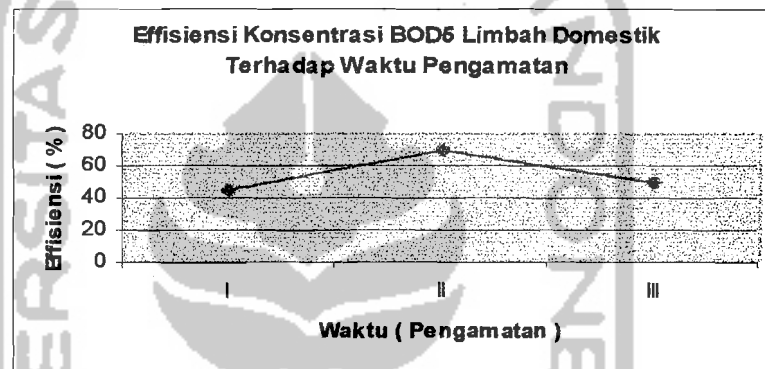 Effisiensi Konsentrasi BOD5 Limbah Domestik
Terhadap Waktu Pengamatan
Effisiensi ( % )
80
60
40
20
0
I
II
III
Waktu ( Pengamatan )